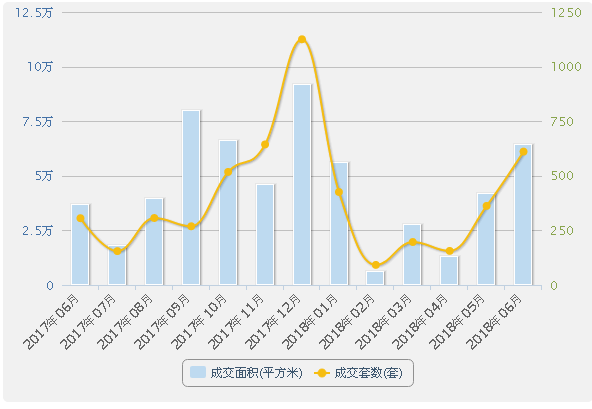 12.5万
10万
7.5万
5万
2.5万
0
1250
1000
750
500
250
0
2017年06月
2017年07月
2017年08月
2017年09月
2017年10月
2017年11月
2017年12月
2018年01月
2018年02月
2018年03月
2018年04月
2018年05月
2018年06月
成交面积(平方米)
成交套数(套)